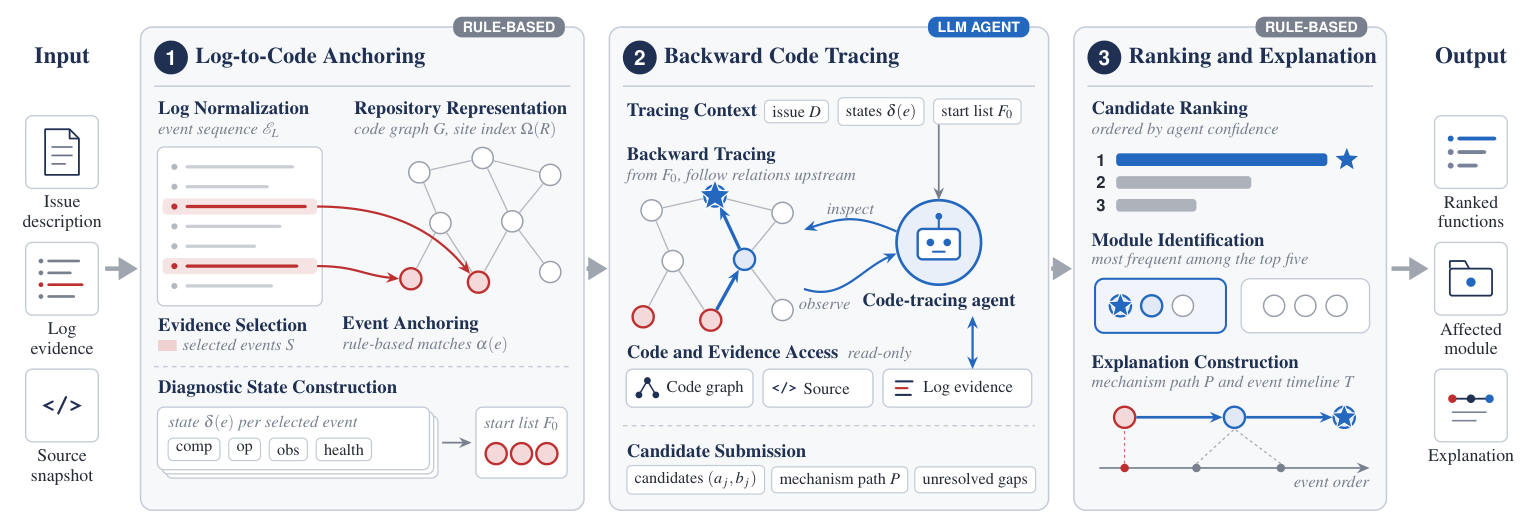 Input
Issue
description
Log
evidence
</>
Source
snapshot
RULE-BASED
1 Log-to-Code Anchoring
Log Normalization
event sequence ℰ_L
Repository Representation
code graph G, site index Ω(R)
Evidence Selection
selected events S
Event Anchoring
rule-based matches α(e)
Diagnostic State Construction
state δ(e) per selected event
comp op obs health
start list F₀
LLM AGENT
2 Backward Code Tracing
Tracing Context issue D states δ(e) start list F₀
Backward Tracing
from F₀, follow relations upstream
inspect
observe
Code-tracing agent
Code and Evidence Access read-only
Code graph </> Source Log evidence
Candidate Submission
candidates (a_j, b_j) mechanism path P unresolved gaps
RULE-BASED
3 Ranking and Explanation
Candidate Ranking
ordered by agent confidence
1
2
3
Module Identification
most frequent among the top five
Explanation Construction
mechanism path P and event timeline T
event order
Output
Ranked
functions
Affected
module
Explanation